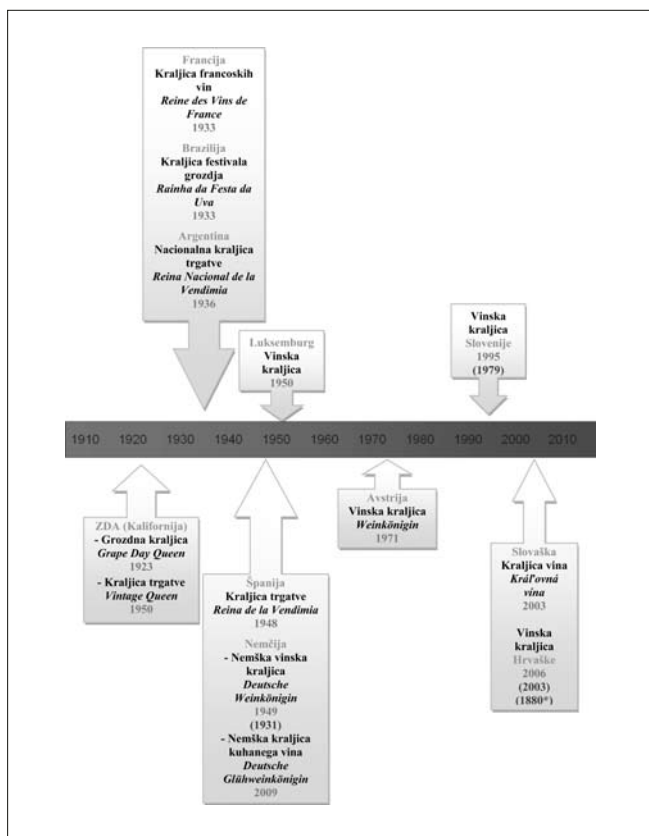 Francija
Kraljica francoskih
vin
Reine des Vins de
France
1933
Brazilija
Kraljica festivala
grozdja
Rainha da Festa da
Uva
1933
Argentina
Nacionalna kraljica
trgatve
Reina Nacional de la
Vendimia
1936
Luksemburg
Vinska
kraljica
1950
Vinska
kraljica
Slovenije
1995
(1979)
1910 1920 1930 1940 1950 1960 1970 1980 1990 2000 2010
ZDA (Kalifornija)
- Grozdna kraljica
Grape Day Queen
1923
- Kraljica trgatve
Vintage Queen
1950
Španija
Kraljica trgatve
Reina de la Vendimia
1948
Nemčija
- Nemška vinska
kraljica
Deutsche
Weinkönigin
1949
(1931)
- Nemška kraljica
kuhanega vina
Deutsche
Glühweinkönigin
2009
Avstrija
Vinska kraljica
Weinkönigin
1971
Slovaška
Kraljica vina
Kráľovná
vína
2003
Vinska
kraljica
Hrvaške
2006
(2003)
(1880*)